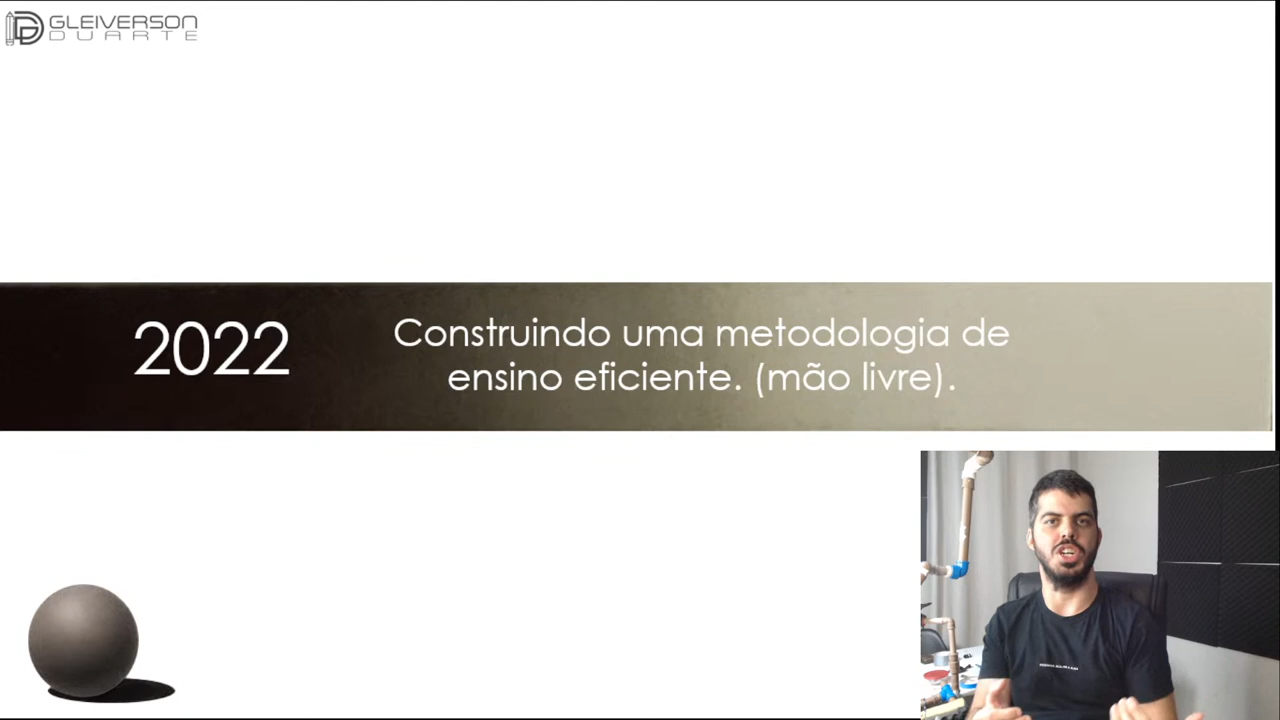 GLEIVERSON
DUARTE
2022
Construindo uma metodologia de
ensino eficiente. (mão livre).